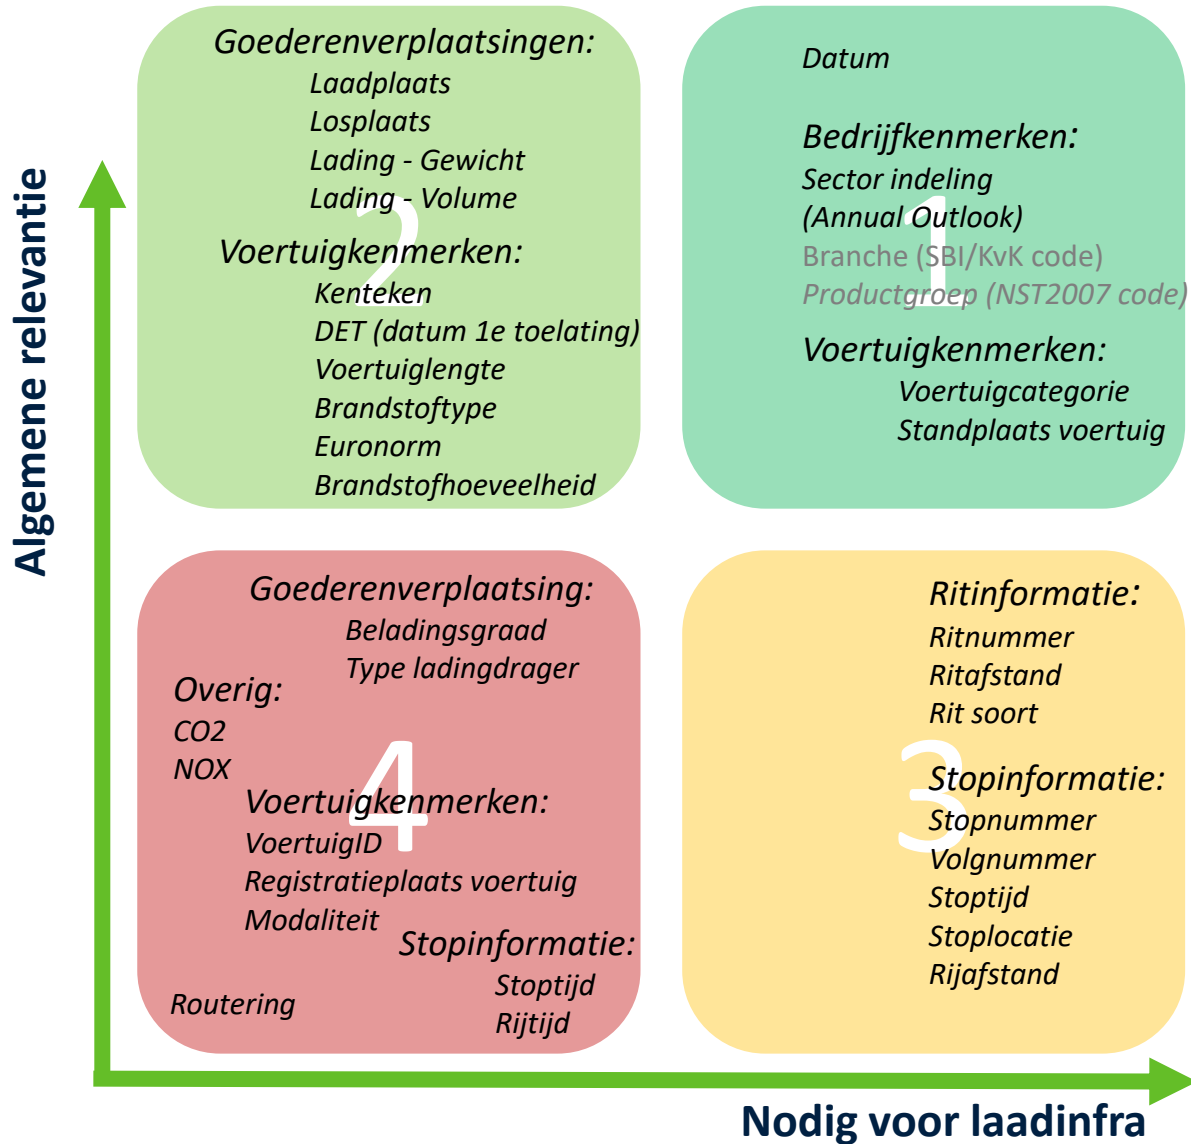 Algemene relevantie
Goederenverplaatsingen:
Laadplaats
Losplaats
Lading - Gewicht
Lading - Volume
2
Voertuigkenmerken:
Kenteken
DET (datum 1e toelating)
Voertuiglengte
Brandstoftype
Euronorm
Brandstofhoeveelheid
Datum
Bedrijfkenmerken:
Sector indeling
(Annual Outlook)
1
Branche (SBI/KvK code)
Productgroep (NST2007 code)
Voertuigkenmerken:
Voertuigcategorie
Standplaats voertuig
Goederenverplaatsing:
Beladingsgraad
Type ladingdrager
Overig:
CO2
NOX
4
Voertuigkenmerken:
VoertuigID
Registratieplaats voertuig
Modaliteit
Stopinformatie:
Stoptijd
Rijtijd
Routering
Ritinformatie:
Ritnummer
Ritafstand
Rit soort
3
Stopinformatie:
Stopnummer
Volgnummer
Stoptijd
Stoplocatie
Rijafstand
Nodig voor laadinfra